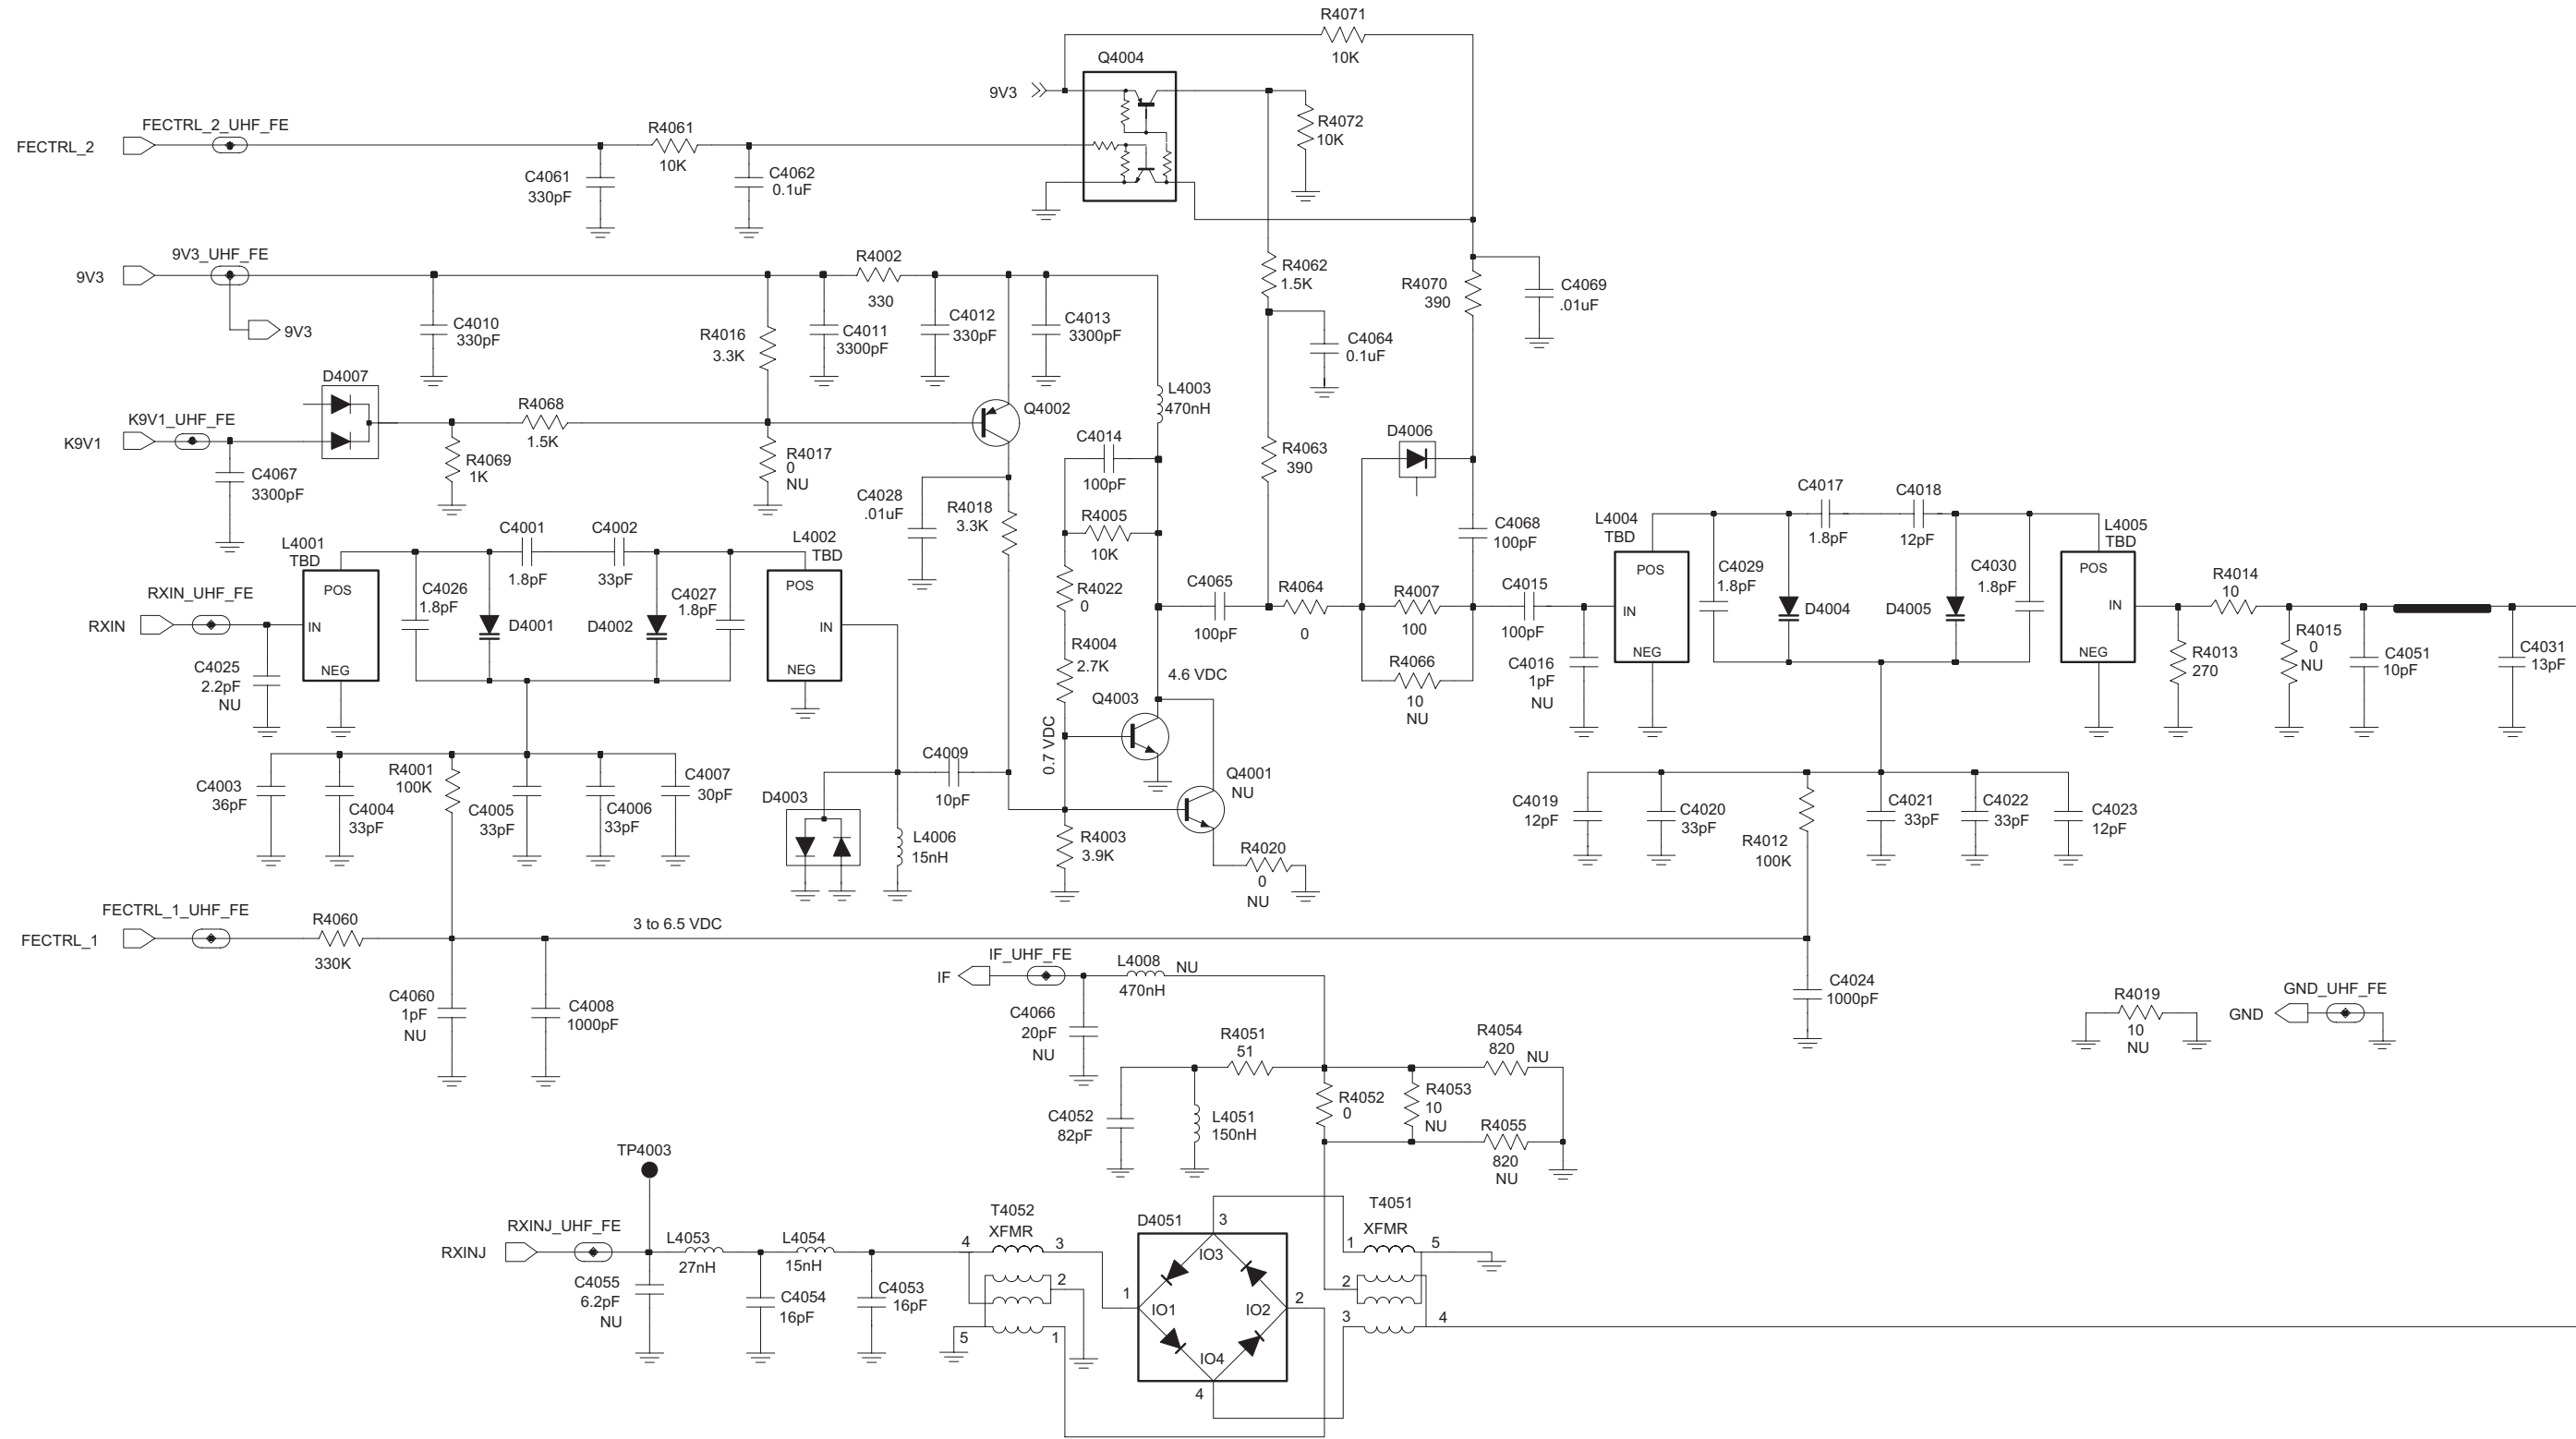 R4071
10K
Q4004
9V3
R4072
10K
FECTRL_2
FECTRL_2_UHF_FE
R4061
10K
C4061
330pF
C4062
0.1uF
9V3
9V3_UHF_FE
9V3
R4002
330
C4010
330pF
R4016
3.3K
C4011
3300pF
C4012
330pF
C4013
3300pF
R4062
1.5K
R4070
390
C4069
.01uF
C4064
0.1uF
D4007
K9V1
K9V1_UHF_FE
C4067
3300pF
R4068
1.5K
R4069
1K
R4017
0
NU
Q4002
L4003
470nH
C4014
100pF
R4063
390
D4006
C4028
.01uF
R4018
3.3K
R4005
10K
C4068
100pF
L4001
TBD
C4001
1.8pF
C4002
33pF
L4002
TBD
POS
IN
NEG
C4026
1.8pF
D4001
D4002
C4027
1.8pF
POS
IN
NEG
RXIN
RXIN_UHF_FE
C4025
2.2pF
NU
R4022
0
R4004
2.7K
C4065
100pF
R4064
0
R4007
100
R4066
10
NU
C4015
100pF
C4016
1pF
NU
L4004
TBD
POS
IN
NEG
C4017
1.8pF
C4018
12pF
C4029
1.8pF
D4004
D4005
C4030
1.8pF
L4005
TBD
POS
IN
NEG
R4014
10
R4013
270
R4015
0
NU
C4051
10pF
C4031
13pF
4.6 VDC
Q4003
0.7 VDC
Q4001
NU
C4003
36pF
C4004
33pF
R4001
100K
C4005
33pF
C4006
33pF
C4007
30pF
D4003
C4009
10pF
L4006
15nH
R4003
3.9K
R4020
0
NU
C4019
12pF
C4020
33pF
R4012
100K
C4021
33pF
C4022
33pF
C4023
12pF
FECTRL_1
FECTRL_1_UHF_FE
R4060
330K
3 to 6.5 VDC
C4060
1pF
NU
C4008
1000pF
IF
IF_UHF_FE
L4008
NU
470nH
C4066
20pF
NU
C4024
1000pF
R4019
10
NU
GND
GND_UHF_FE
R4051
51
R4054
820
NU
C4052
82pF
L4051
150nH
R4052
0
R4053
10
NU
R4055
820
NU
TP4003
RXINJ
RXINJ_UHF_FE
C4055
6.2pF
NU
L4053
27nH
L4054
15nH
C4054
16pF
C4053
16pF
T4052
XFMR
4
3
2
5
1
D4051
3
IO3
1
IO1
IO2
2
IO4
4
T4051
XFMR
1
5
2
3
4